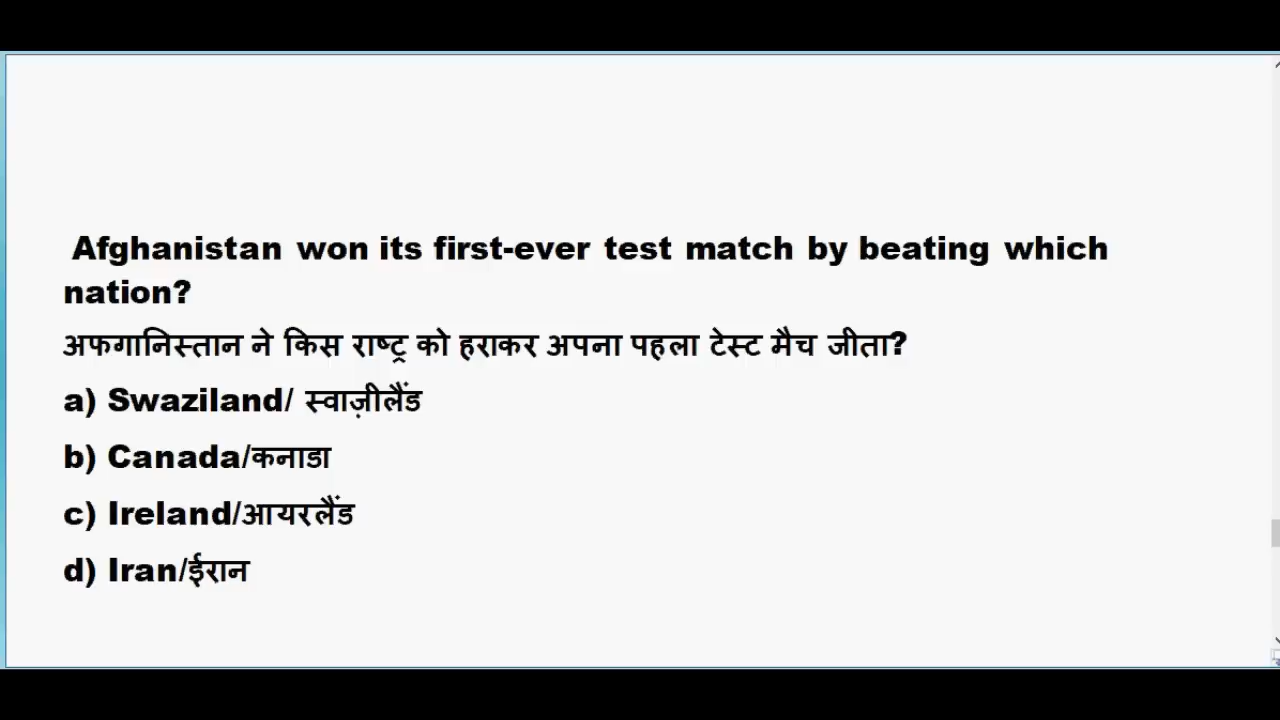 Afghanistan won its first-ever test match by beating which
nation?
अफगानिस्तान ने किस राष्ट्र को हराकर अपना पहला टेस्ट मैच जीता?
a) Swaziland/ स्वाज़ीलैंड
b) Canada/कनाडा
c) Ireland/आयरलैंड
d) Iran/ईरान